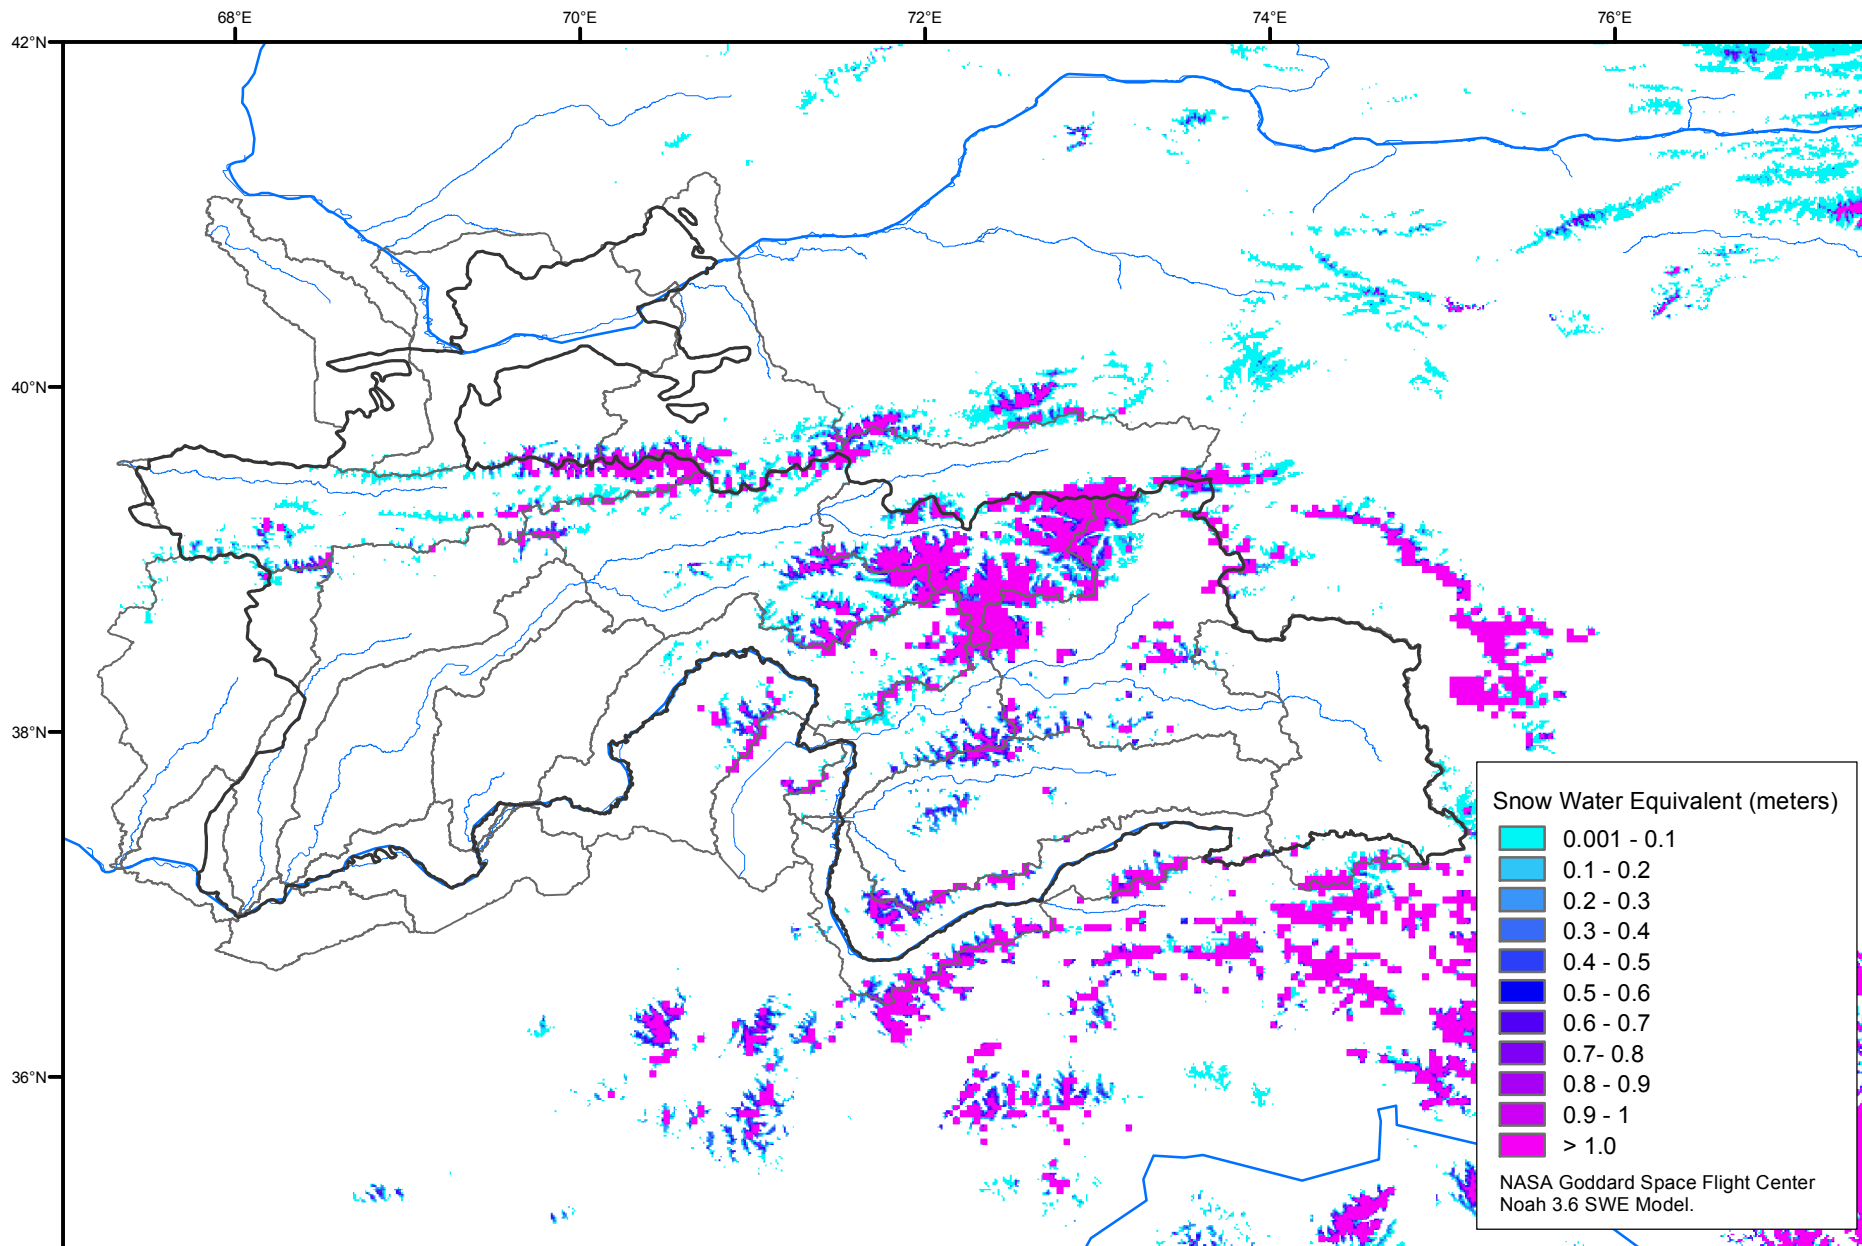 68°E 70°E 72°E 74°E 76°E
42°N
40°N
38°N
36°N
Snow Water Equivalent (meters)
0.001 - 0.1
0.1 - 0.2
0.2 - 0.3
0.3 - 0.4
0.4 - 0.5
0.5 - 0.6
0.6 - 0.7
0.7- 0.8
0.8 - 0.9
0.9 - 1
> 1.0
NASA Goddard Space Flight Center
Noah 3.6 SWE Model.